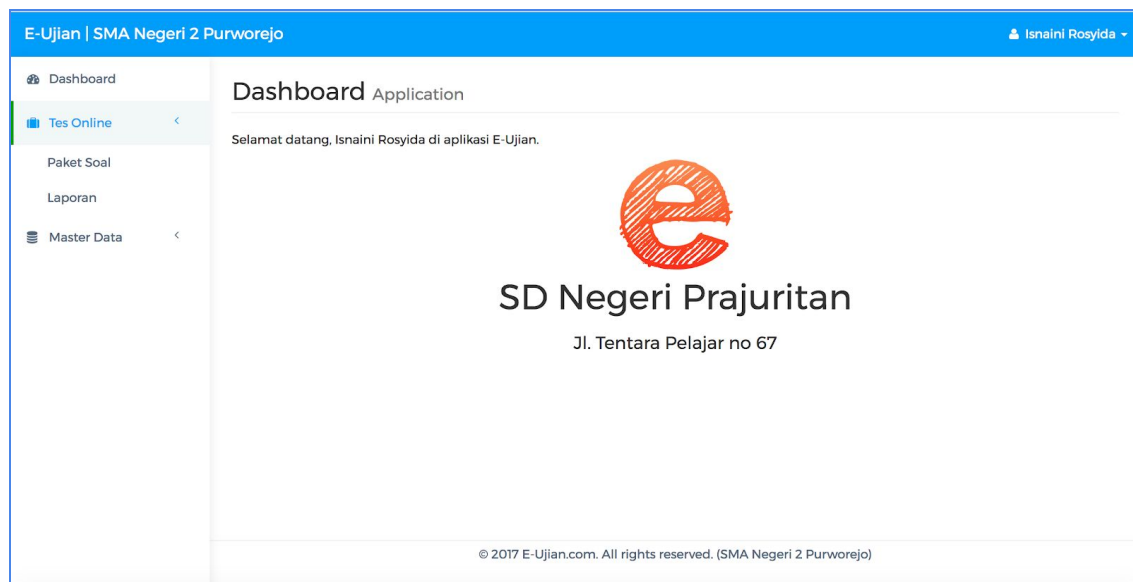 E-Ujian | SMA Negeri 2 Purworejo
Isnaini Rosyida
Dashboard
Tes Online
Paket Soal
Laporan
Master Data
Dashboard Application
Selamat datang, Isnaini Rosyida di aplikasi E-Ujian.
e
SD Negeri Prajuritan
Jl. Tentara Pelajar no 67
© 2017 E-Ujian.com. All rights reserved. (SMA Negeri 2 Purworejo)